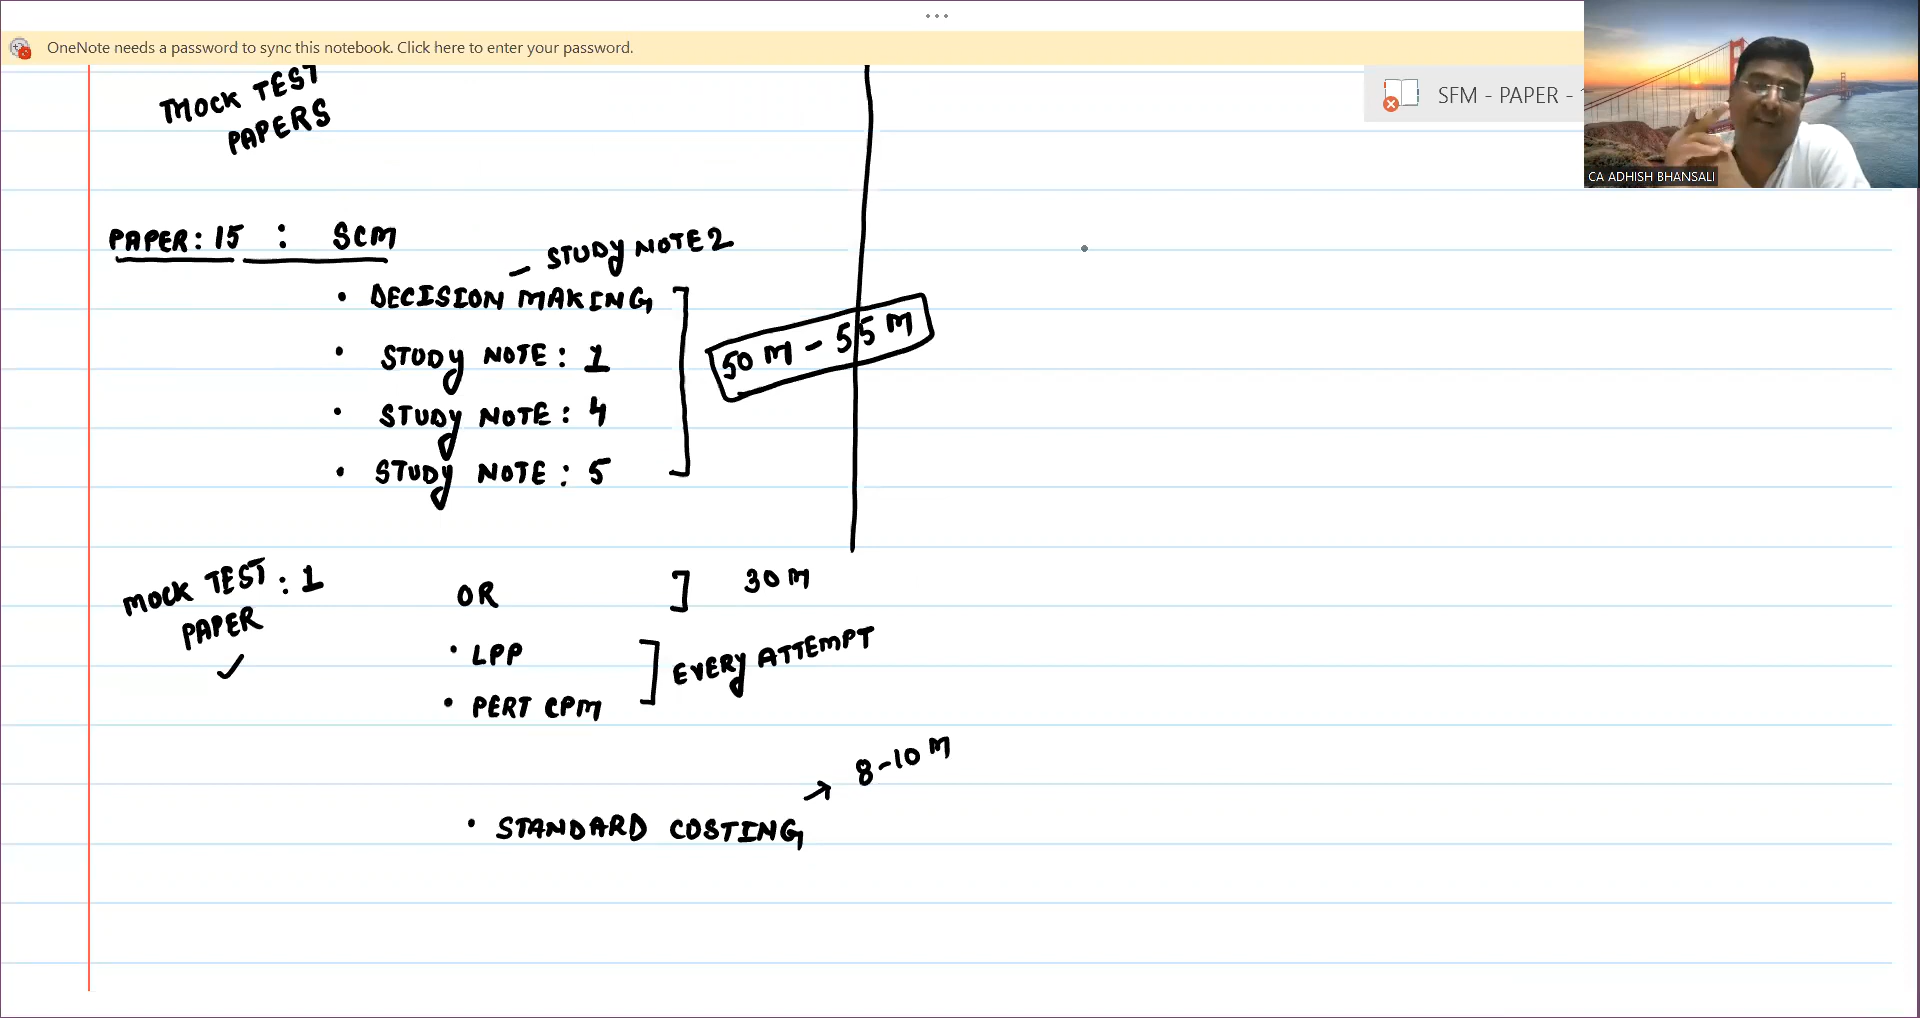 OneNote needs a password to sync this notebook. Click here to enter your password.
SFM - PAPER -
CA ADHISH BHANSALI
MOCK TEST
PAPERS
PAPER: 15 : SCM
- STUDY NOTE 2
• DECISION MAKING
• STUDY NOTE: 1
50 M - 55 M
• STUDY NOTE: 4
• STUDY NOTE: 5
MOCK TEST: 1
PAPER
OR ] 30 M
• LPP
• PERT CPM
EVERY ATTEMPT
• STANDARD COSTING → 8-10 M